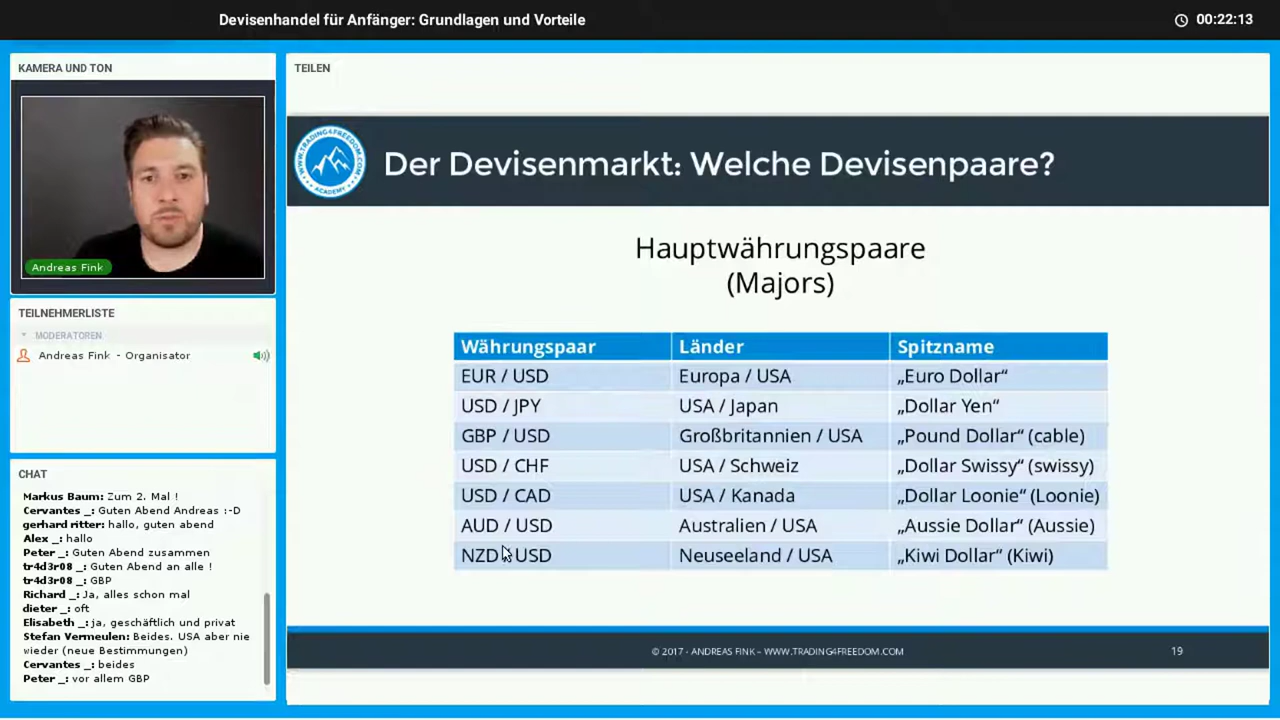 Devisenhandel für Anfänger: Grundlagen und Vorteile
00:22:13
KAMERA UND TON
Andreas Fink
TEILNEHMERLISTE
MODERATOREN
Andreas Fink - Organisator
CHAT
Markus Baum: Zum 2. Mal !
Cervantes _: Guten Abend Andreas :-D
gerhard ritter: hallo, guten abend
Alex _: hallo
Peter _: Guten Abend zusammen
tr4d3r08 _: Guten Abend an alle !
tr4d3r08 _: GBP
Richard _: Ja, alles schon mal
dieter _: oft
Elisabeth _: ja, geschäftlich und privat
Stefan Vermeulen: Beides. USA aber nie
wieder (neue Bestimmungen)
Cervantes _: beides
Peter _: vor allem GBP
TEILEN
WWW.TRADING4FREEDOM.COM
ACADEMY
Der Devisenmarkt: Welche Devisenpaare?
Hauptwährungspaare
(Majors)
Währungspaar Länder Spitzname
EUR / USD Europa / USA „Euro Dollar“
USD / JPY USA / Japan „Dollar Yen“
GBP / USD Großbritannien / USA „Pound Dollar“ (cable)
USD / CHF USA / Schweiz „Dollar Swissy“ (swissy)
USD / CAD USA / Kanada „Dollar Loonie“ (Loonie)
AUD / USD Australien / USA „Aussie Dollar“ (Aussie)
NZD / USD Neuseeland / USA „Kiwi Dollar“ (Kiwi)
© 2017 - ANDREAS FINK – WWW.TRADING4FREEDOM.COM
19